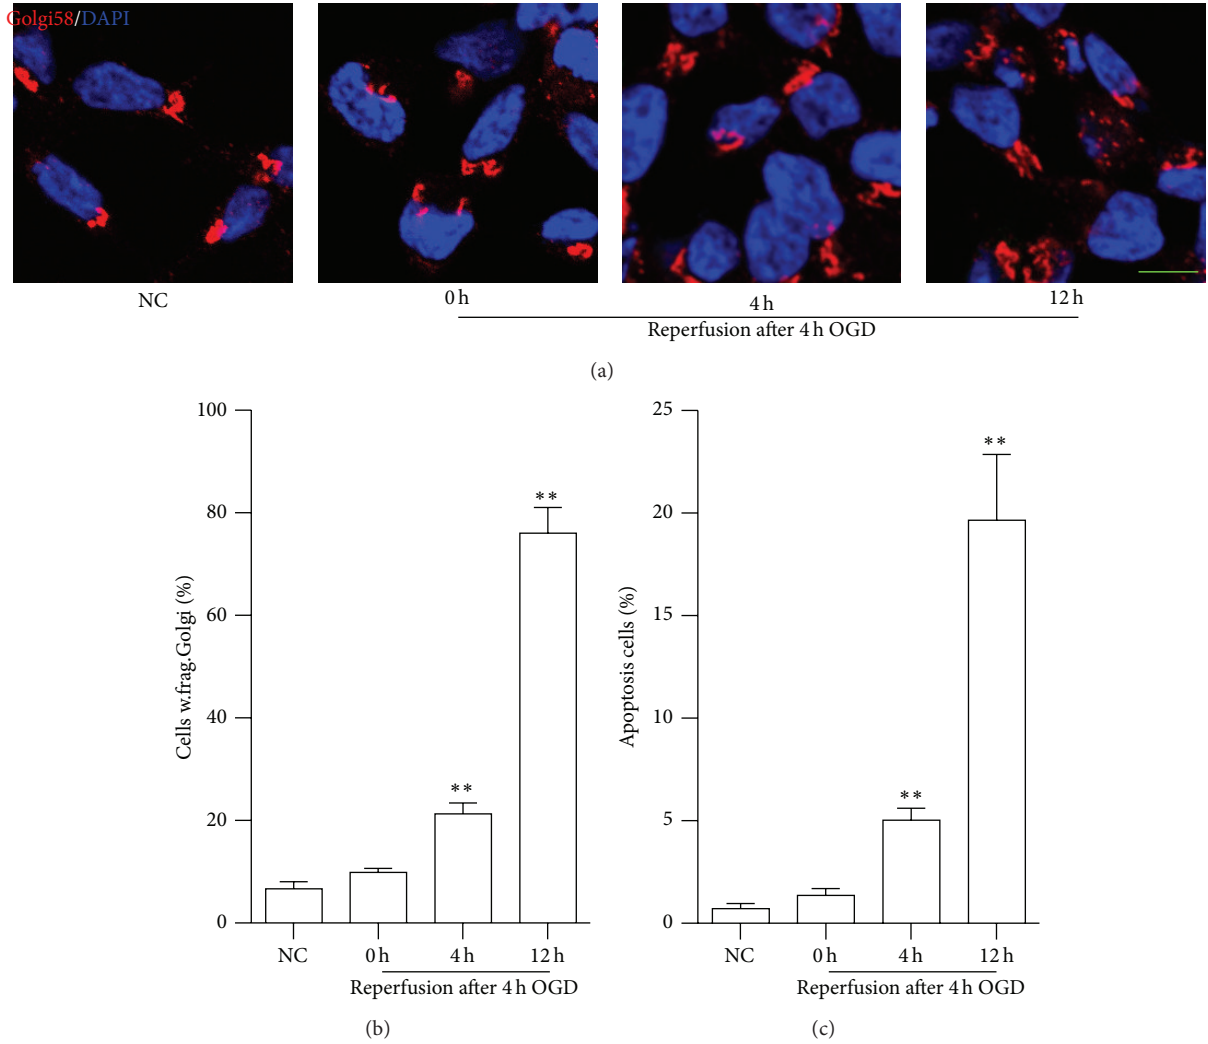 Golgi58/DAPI
NC
0 h
4 h
12 h
Reperfusion after 4 h OGD
(a)
100
80
60
40
20
0
Cells w.frag.Golgi (%)
**
**
NC
0 h
4 h
12 h
Reperfusion after 4 h OGD
(b)
25
20
15
10
5
0
Apoptosis cells (%)
**
**
NC
0 h
4 h
12 h
Reperfusion after 4 h OGD
(c)